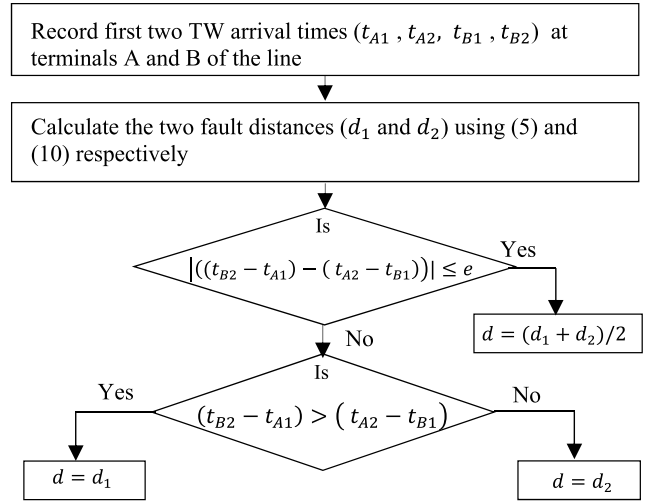 Record first two TW arrival times (t_{A1} , t_{A2}, t_{B1} , t_{B2}) at
terminals A and B of the line
Calculate the two fault distances (d_1 and d_2) using (5) and
(10) respectively
Is
|((t_{B2} − t_{A1}) − ( t_{A2} − t_{B1}))| ≤ e
Yes
d = (d_1 + d_2)/2
No
Is
(t_{B2} − t_{A1}) > ( t_{A2} − t_{B1})
Yes
No
d = d_1
d = d_2